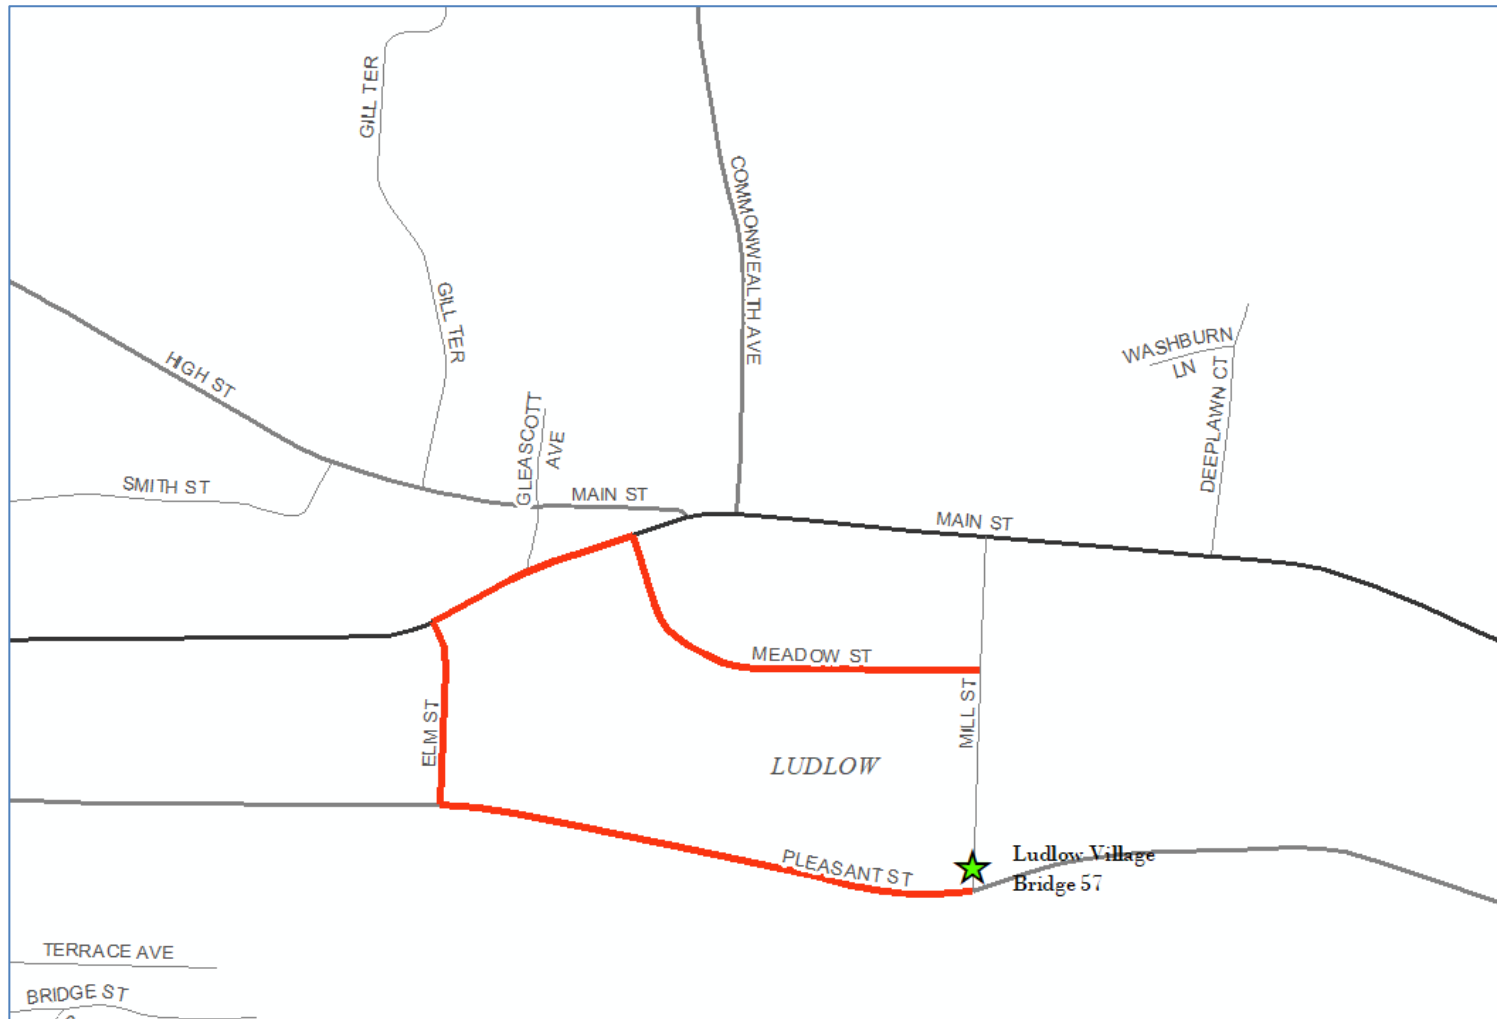 GILL TER
COMMONWEALTH AVE
GILL TER
WASHBURN
LN
HIGH ST
DEEPLAWN CT
GLEASCOTT
AVE
SMITH ST
MAIN ST
MAIN ST
MEADOW ST
ELM ST
MILL ST
LUDLOW
PLEASANT ST
Ludlow Village
Bridge 57
TERRACE AVE
BRIDGE ST